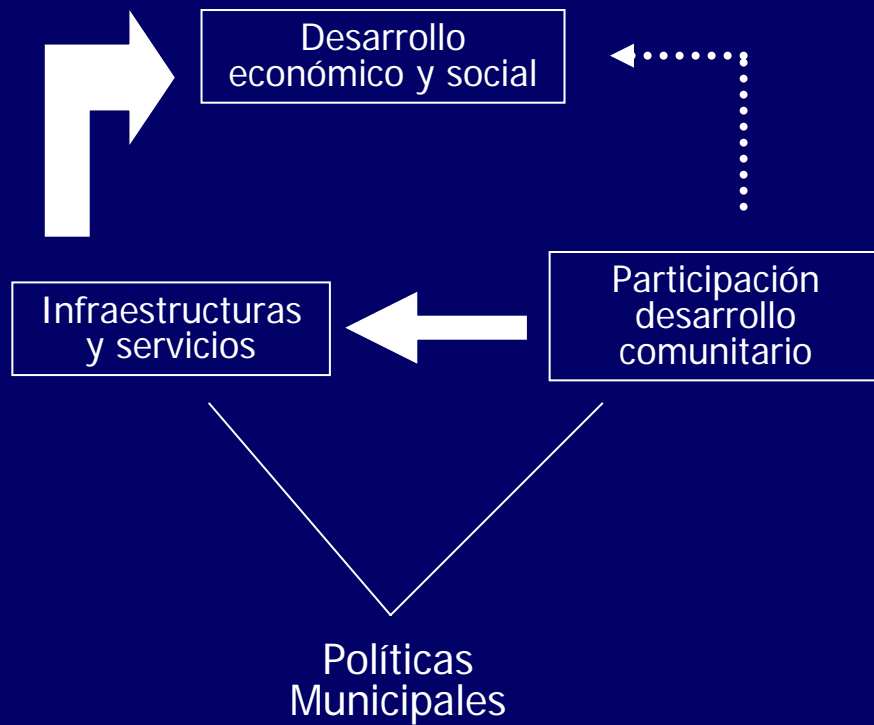 Desarrollo
económico y social
Infraestructuras
y servicios
Participación
desarrollo
comunitario
Políticas
Municipales